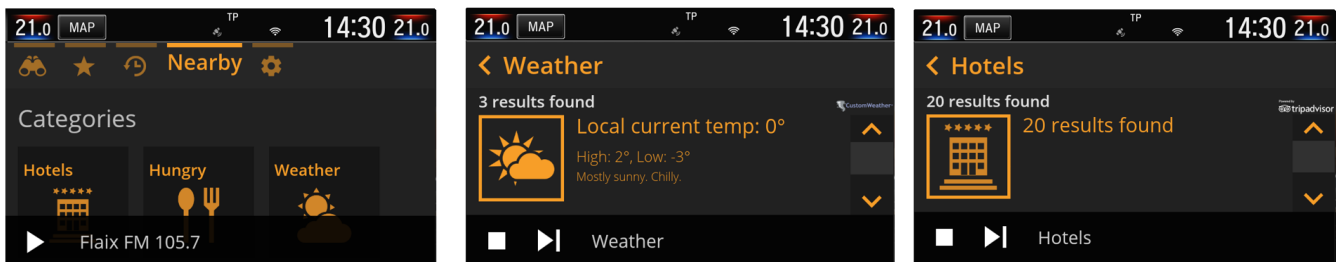 21.0 MAP TP 14:30 21.0
Nearby
Categories
Hotels Hungry Weather
Flaix FM 105.7
21.0 MAP TP 14:30 21.0
Weather
3 results found
CustomWeather
Local current temp: 0°
High: 2°, Low: -3°
Mostly sunny. Chilly.
Weather
21.0 MAP TP 14:30 21.0
Hotels
20 results found
Powered by
tripadvisor
20 results found
Hotels